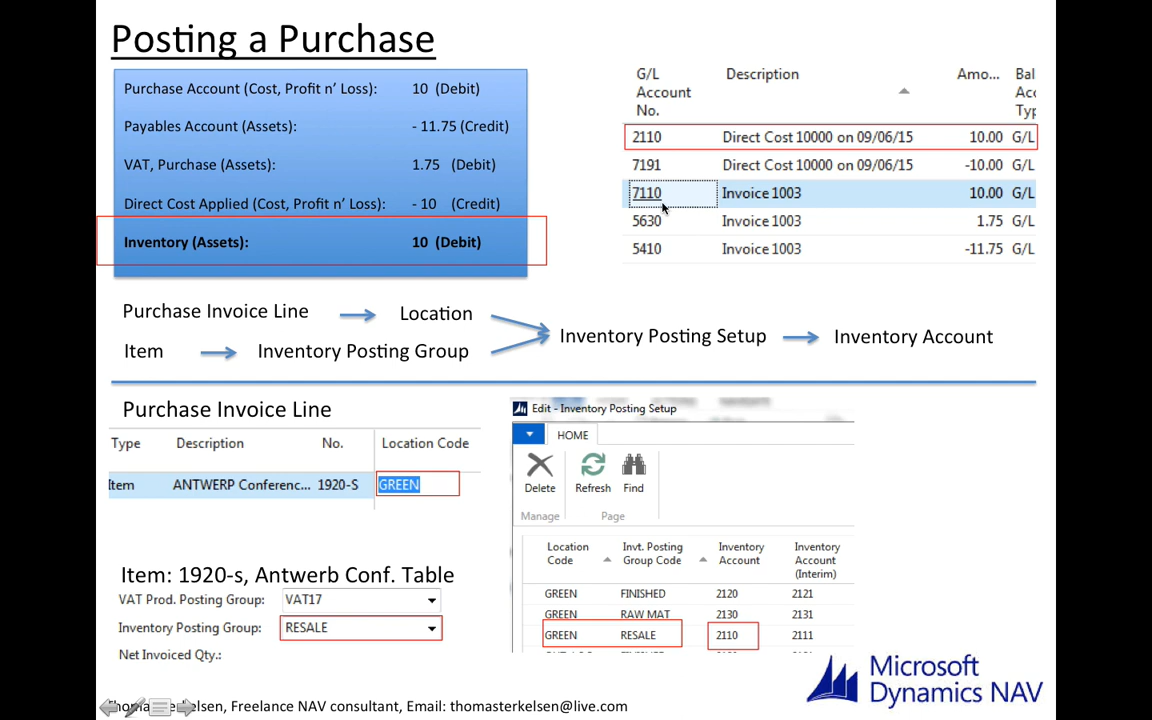 Posting a Purchase
Purchase Account (Cost, Profit n’ Loss): 10 (Debit)
Payables Account (Assets): - 11.75 (Credit)
VAT, Purchase (Assets): 1.75 (Debit)
Direct Cost Applied (Cost, Profit n’ Loss): - 10 (Credit)
Inventory (Assets): 10 (Debit)
G/L Account No. Description Amo... Bal Acc Typ
2110 Direct Cost 10000 on 09/06/15 10.00 G/L
7191 Direct Cost 10000 on 09/06/15 -10.00 G/L
7110 Invoice 1003 10.00 G/L
5630 Invoice 1003 1.75 G/L
5410 Invoice 1003 -11.75 G/L
Purchase Invoice Line Location
Item Inventory Posting Group
Inventory Posting Setup Inventory Account
Purchase Invoice Line
Type Description No. Location Code
Item ANTWERP Conferenc... 1920-S GREEN
Item: 1920-s, Antwerb Conf. Table
VAT Prod. Posting Group: VAT17
Inventory Posting Group: RESALE
Net Invoiced Qty.:
Edit - Inventory Posting Setup
HOME
Delete Refresh Find
Manage Page
Location Code Invt. Posting Group Code Inventory Account Inventory Account (Interim)
GREEN FINISHED 2120 2121
GREEN RAW MAT 2130 2131
GREEN RESALE 2110 2111
Microsoft
Dynamics NAV
Freelance NAV consultant, Email: thomasterkelsen@live.com